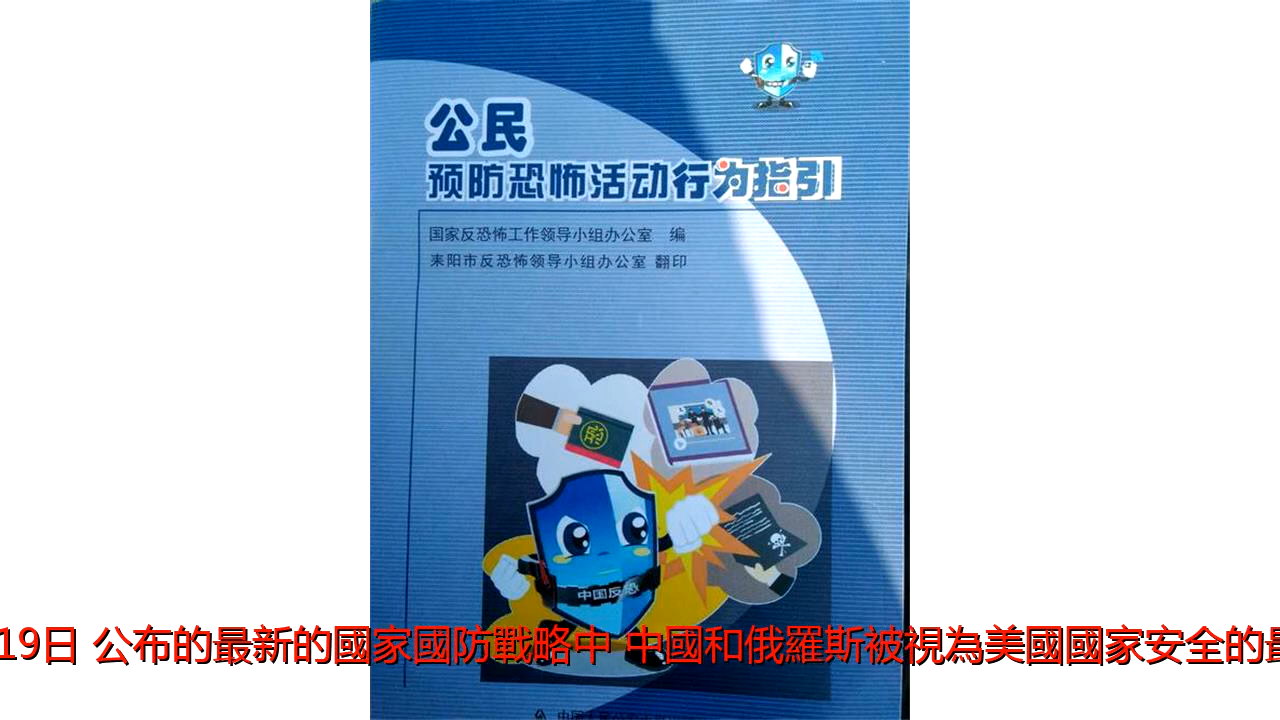 公民
预防恐怖活动行为指引
国家反恐怖工作领导小组办公室 编
耒阳市反恐怖领导小组办公室 翻印
中国反恐
19日 公布的最新的國家國防戰略中 中國和俄羅斯被視為美國國家安全的最